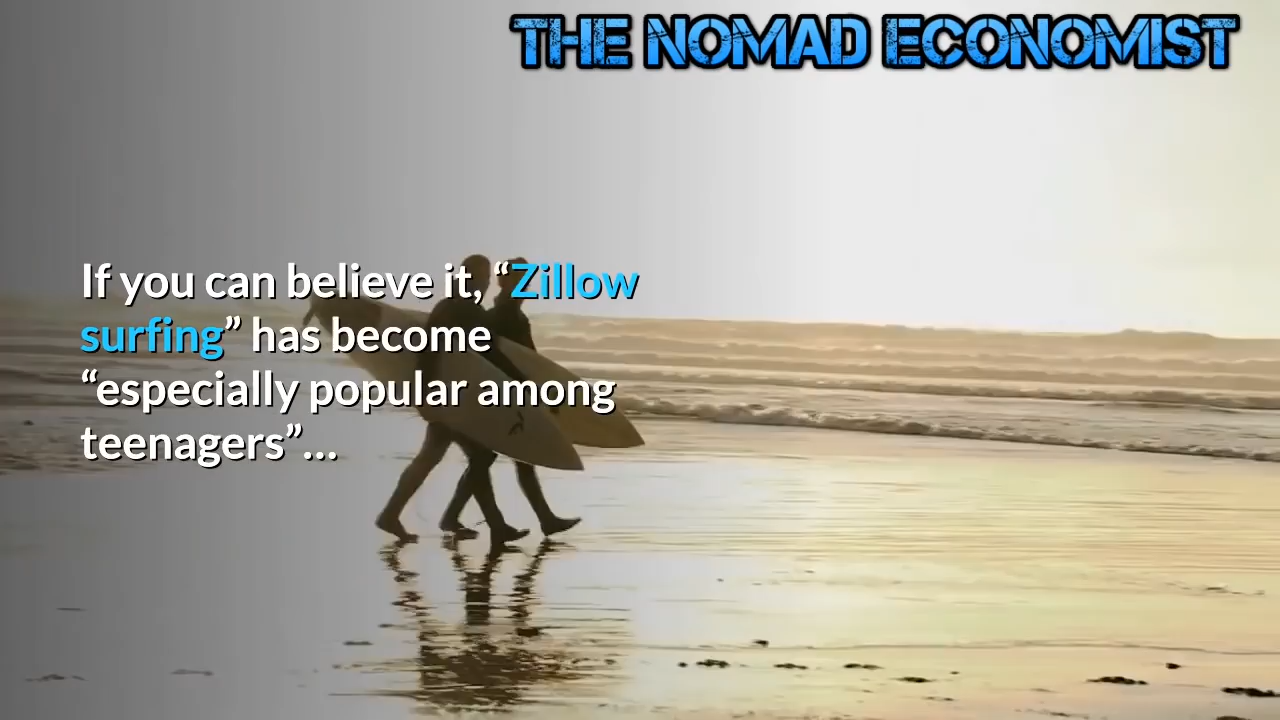 THE NOMAD ECONOMIST
If you can believe it, “Zillow
surfing” has become
“especially popular among
teenagers”...